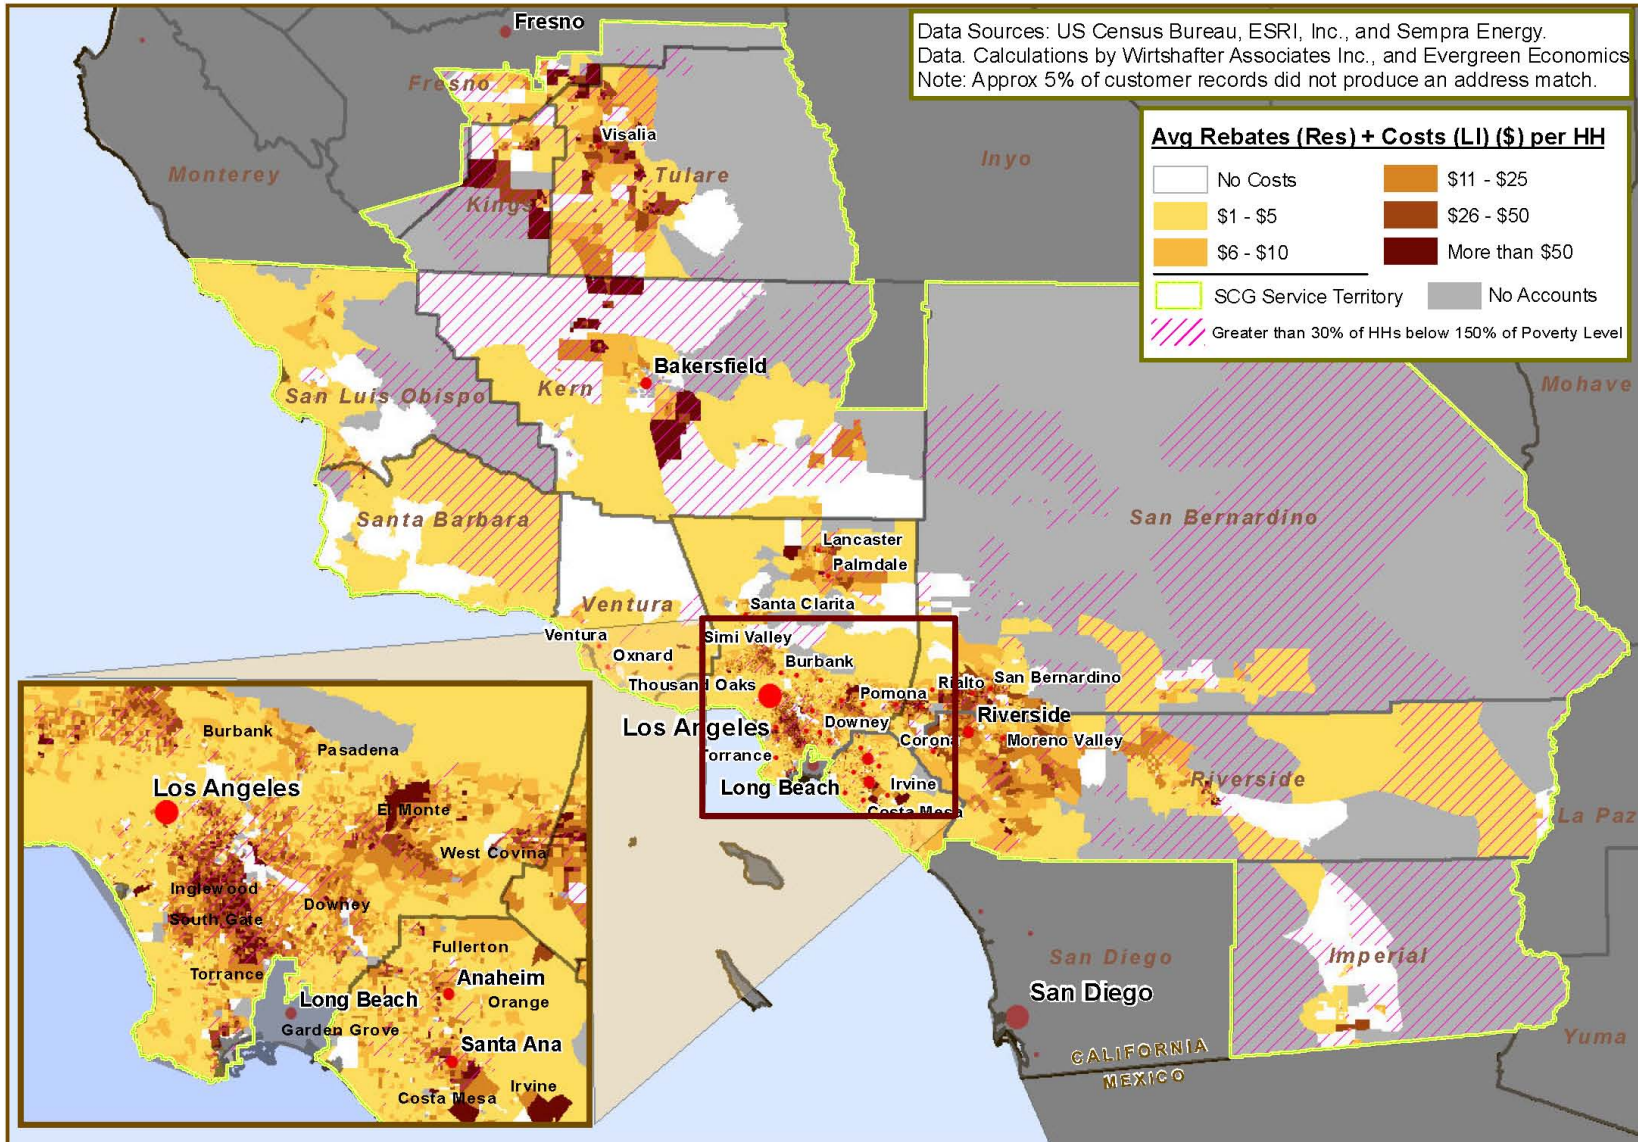 Data Sources: US Census Bureau, ESRI, Inc., and Sempra Energy.
Data. Calculations by Wirtshafter Associates Inc., and Evergreen Economics
Note: Approx 5% of customer records did not produce an address match.
Avg Rebates (Res) + Costs (LI) ($) per HH
No Costs
$11 - $25
$1 - $5
$26 - $50
$6 - $10
More than $50
SCG Service Territory
No Accounts
Greater than 30% of HHs below 150% of Poverty Level
Fresno
Fresno
Visalia
Monterey
Tulare
Inyo
Kings
Bakersfield
Kern
San Luis Obispo
Mohave
Santa Barbara
San Bernardino
Lancaster
Palmdale
Santa Clarita
Ventura
Ventura
Simi Valley
Oxnard
Burbank
Thousand Oaks
Pomona
Rialto
San Bernardino
Los Angeles
Downey
Riverside
Corona
Moreno Valley
Torrance
Irvine
Riverside
Long Beach
Costa Mesa
La Paz
San Diego
Imperial
San Diego
Yuma
CALIFORNIA
MEXICO
Burbank
Pasadena
Los Angeles
El Monte
West Covina
Inglewood
Downey
South Gate
Fullerton
Torrance
Anaheim
Long Beach
Orange
Garden Grove
Santa Ana
Irvine
Costa Mesa